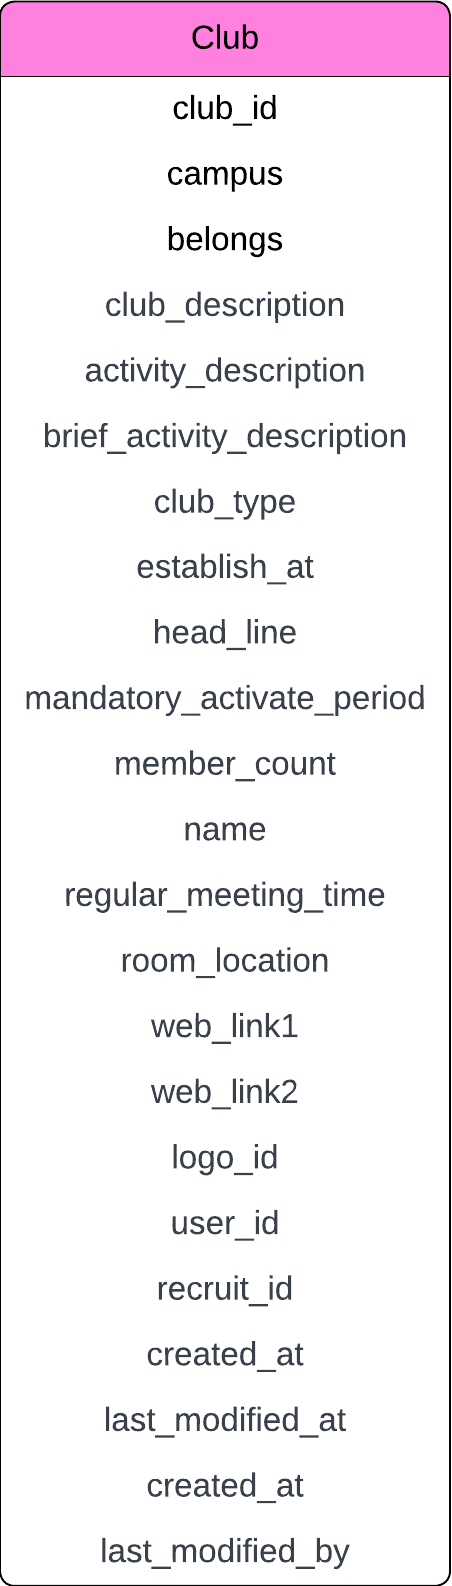 Club
club_id
campus
belongs
club_description
activity_description
brief_activity_description
club_type
establish_at
head_line
mandatory_activate_period
member_count
name
regular_meeting_time
room_location
web_link1
web_link2
logo_id
user_id
recruit_id
created_at
last_modified_at
created_at
last_modified_by